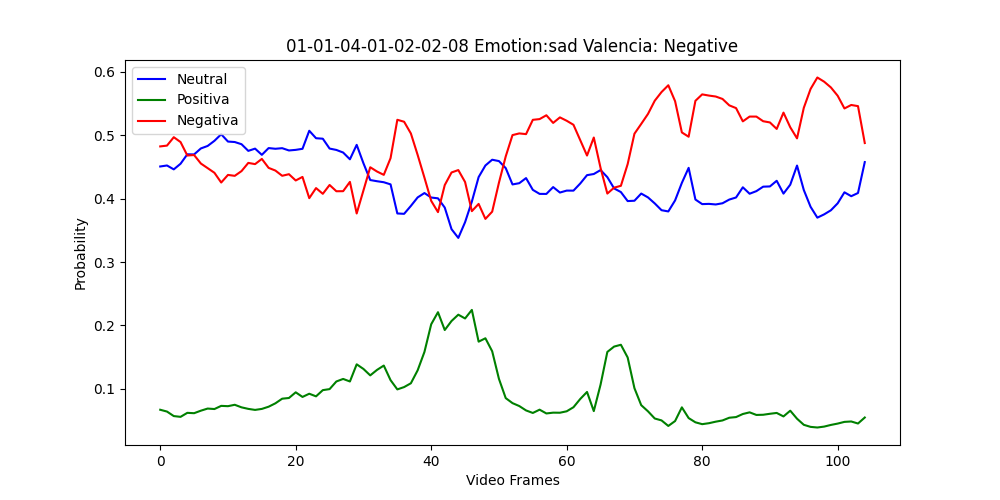 01-01-04-01-02-02-08 Emotion:sad Valencia: Negative
Neutral
Positiva
Negativa
0.6
0.5
0.4
0.3
0.2
0.1
Probability
0 20 40 60 80 100
Video Frames